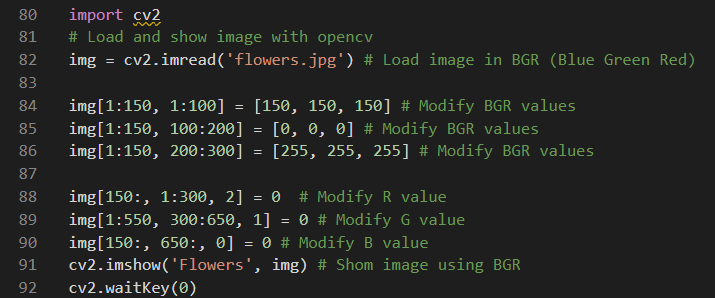 80 import cv2
81 # Load and show image with opencv
82 img = cv2.imread('flowers.jpg') # Load image in BGR (Blue Green Red)
83
84 img[1:150, 1:100] = [150, 150, 150] # Modify BGR values
85 img[1:150, 100:200] = [0, 0, 0] # Modify BGR values
86 img[1:150, 200:300] = [255, 255, 255] # Modify BGR values
87
88 img[150:, 1:300, 2] = 0  # Modify R value
89 img[1:550, 300:650, 1] = 0 # Modify G value
90 img[150:, 650:, 0] = 0 # Modify B value
91 cv2.imshow('Flowers', img) # Shom image using BGR
92 cv2.waitKey(0)